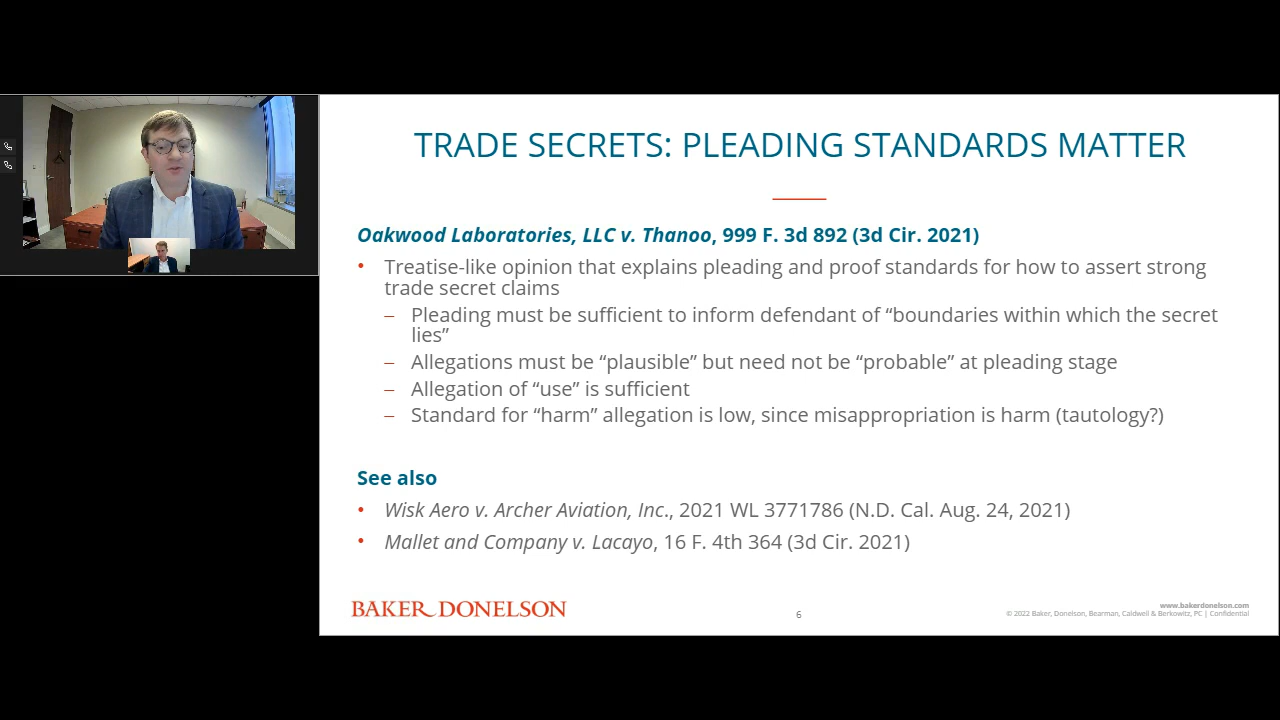 TRADE SECRETS: PLEADING STANDARDS MATTER
Oakwood Laboratories, LLC v. Thanoo, 999 F. 3d 892 (3d Cir. 2021)
• Treatise-like opinion that explains pleading and proof standards for how to assert strong
trade secret claims
– Pleading must be sufficient to inform defendant of “boundaries within which the secret
lies”
– Allegations must be “plausible” but need not be “probable” at pleading stage
– Allegation of “use” is sufficient
– Standard for “harm” allegation is low, since misappropriation is harm (tautology?)
See also
• Wisk Aero v. Archer Aviation, Inc., 2021 WL 3771786 (N.D. Cal. Aug. 24, 2021)
• Mallet and Company v. Lacayo, 16 F. 4th 364 (3d Cir. 2021)
BAKER DONELSON
6
www.bakerdonelson.com
© 2022 Baker, Donelson, Bearman, Caldwell & Berkowitz, PC | Confidential